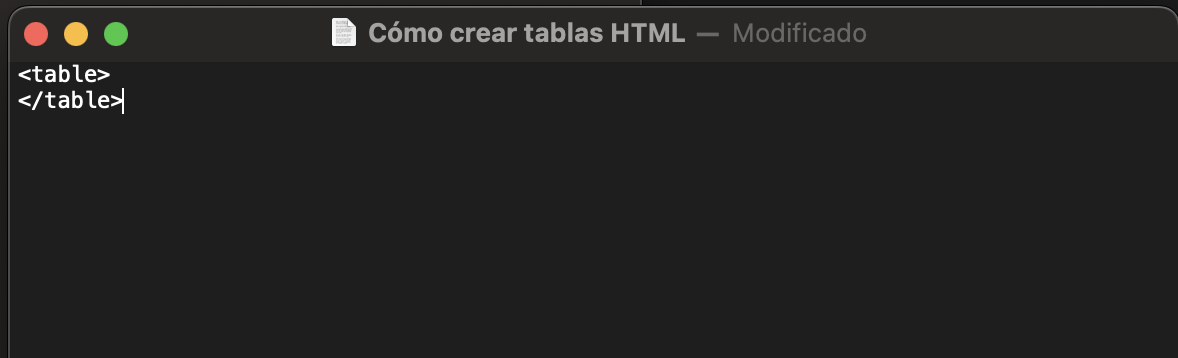 Cómo crear tablas HTML — Modificado
<table>
</table>